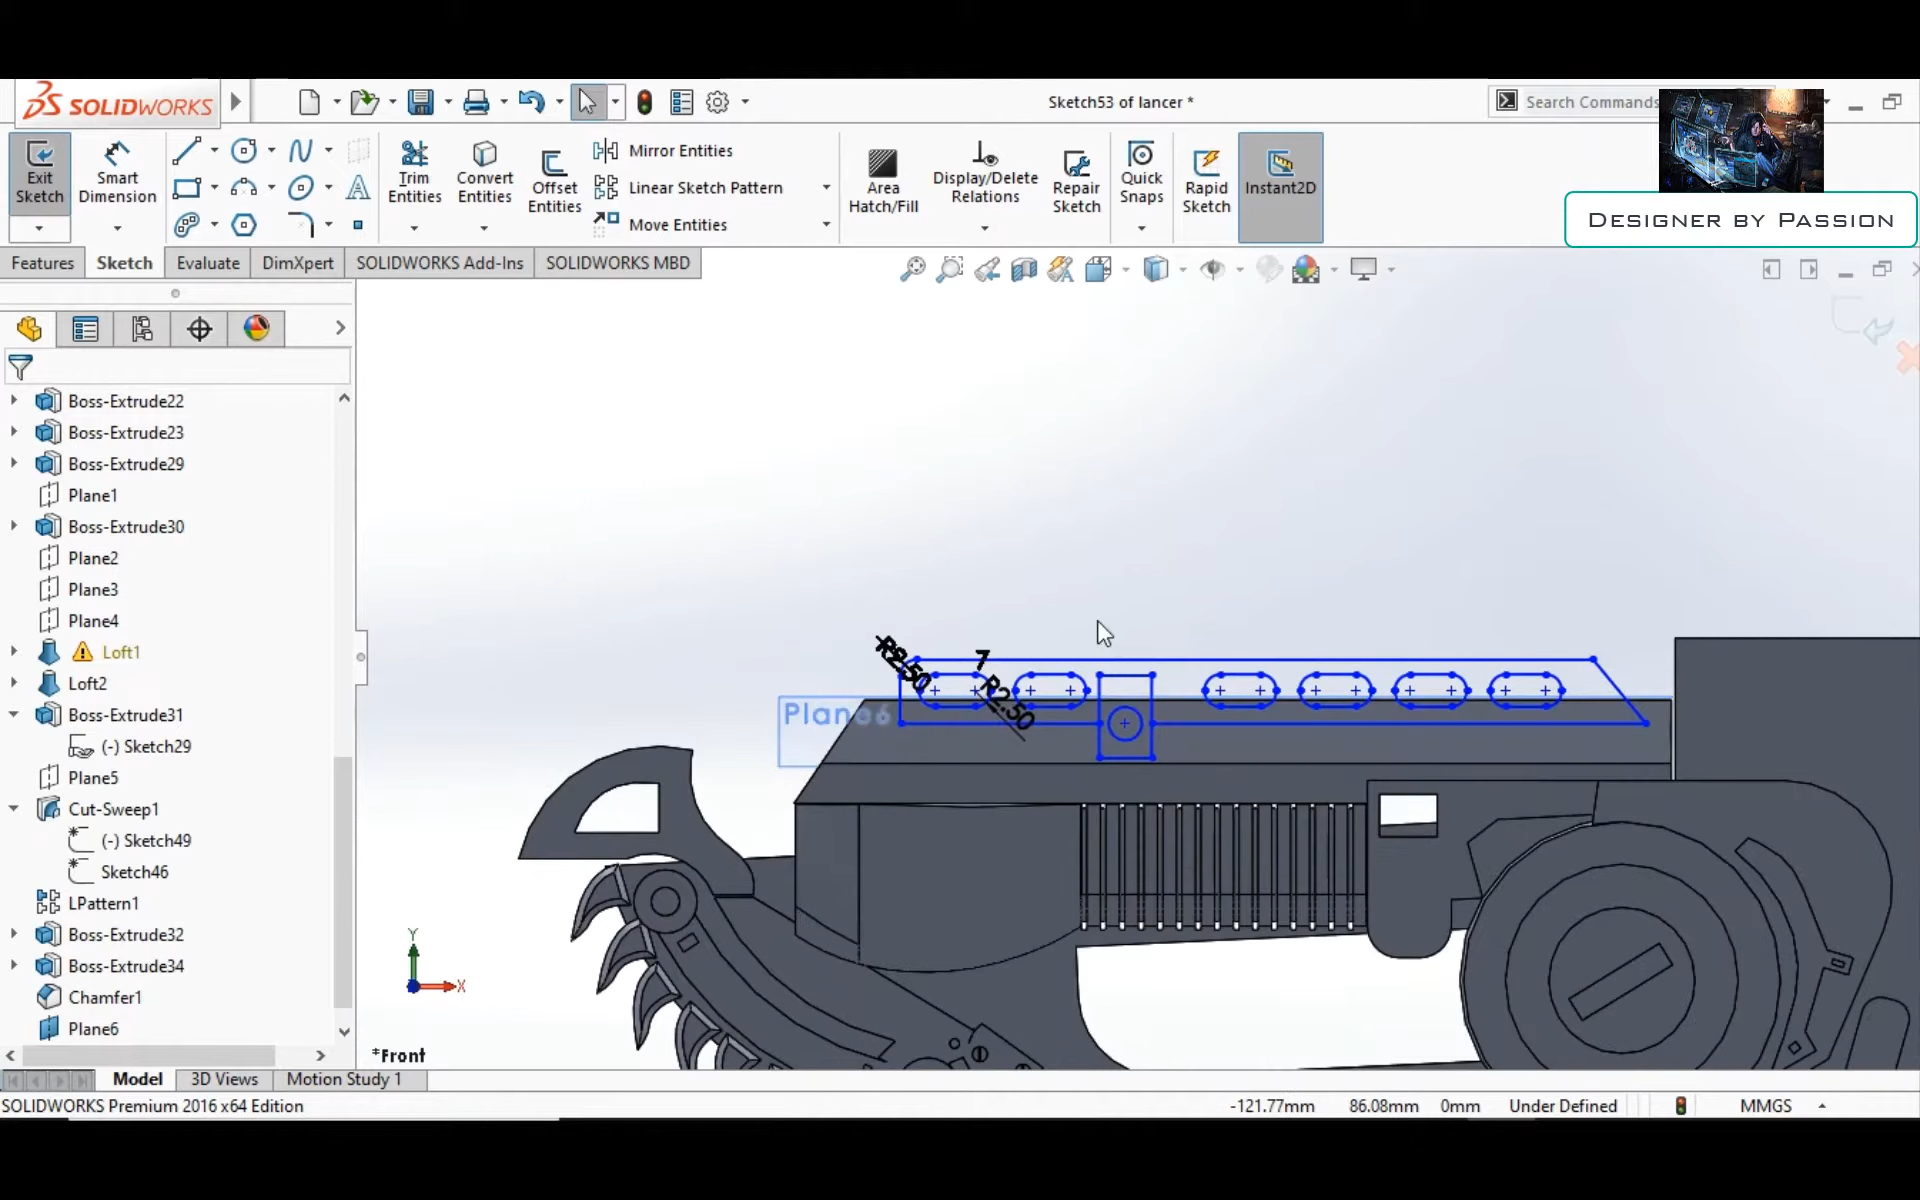 SOLIDWORKS
Sketch53 of lancer *
Search Commands
Exit Sketch
Smart Dimension
Trim Entities
Convert Entities
Offset Entities
Mirror Entities
Linear Sketch Pattern
Move Entities
Area Hatch/Fill
Display/Delete Relations
Repair Sketch
Quick Snaps
Rapid Sketch
Instant2D
Designer by Passion
Features
Sketch
Evaluate
DimXpert
SOLIDWORKS Add-Ins
SOLIDWORKS MBD
Boss-Extrude22
Boss-Extrude23
Boss-Extrude29
Plane1
Boss-Extrude30
Plane2
Plane3
Plane4
Loft1
Loft2
Boss-Extrude31
(-) Sketch29
Plane5
Cut-Sweep1
(-) Sketch49
Sketch46
LPattern1
Boss-Extrude32
Boss-Extrude34
Chamfer1
Plane6
7
R2.50
Plane6
Y
X
*Front
Model
3D Views
Motion Study 1
SOLIDWORKS Premium 2016 x64 Edition
-121.77mm
86.08mm
0mm
Under Defined
MMGS